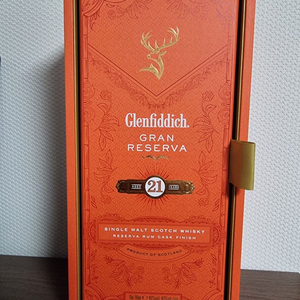 Glenfiddich.
GRAN
RESERVA
21
SINGLE MALT SCOTCH WHISKY
RESERVA RUM CASK FINISH
PRODUCT OF SCOTLAND